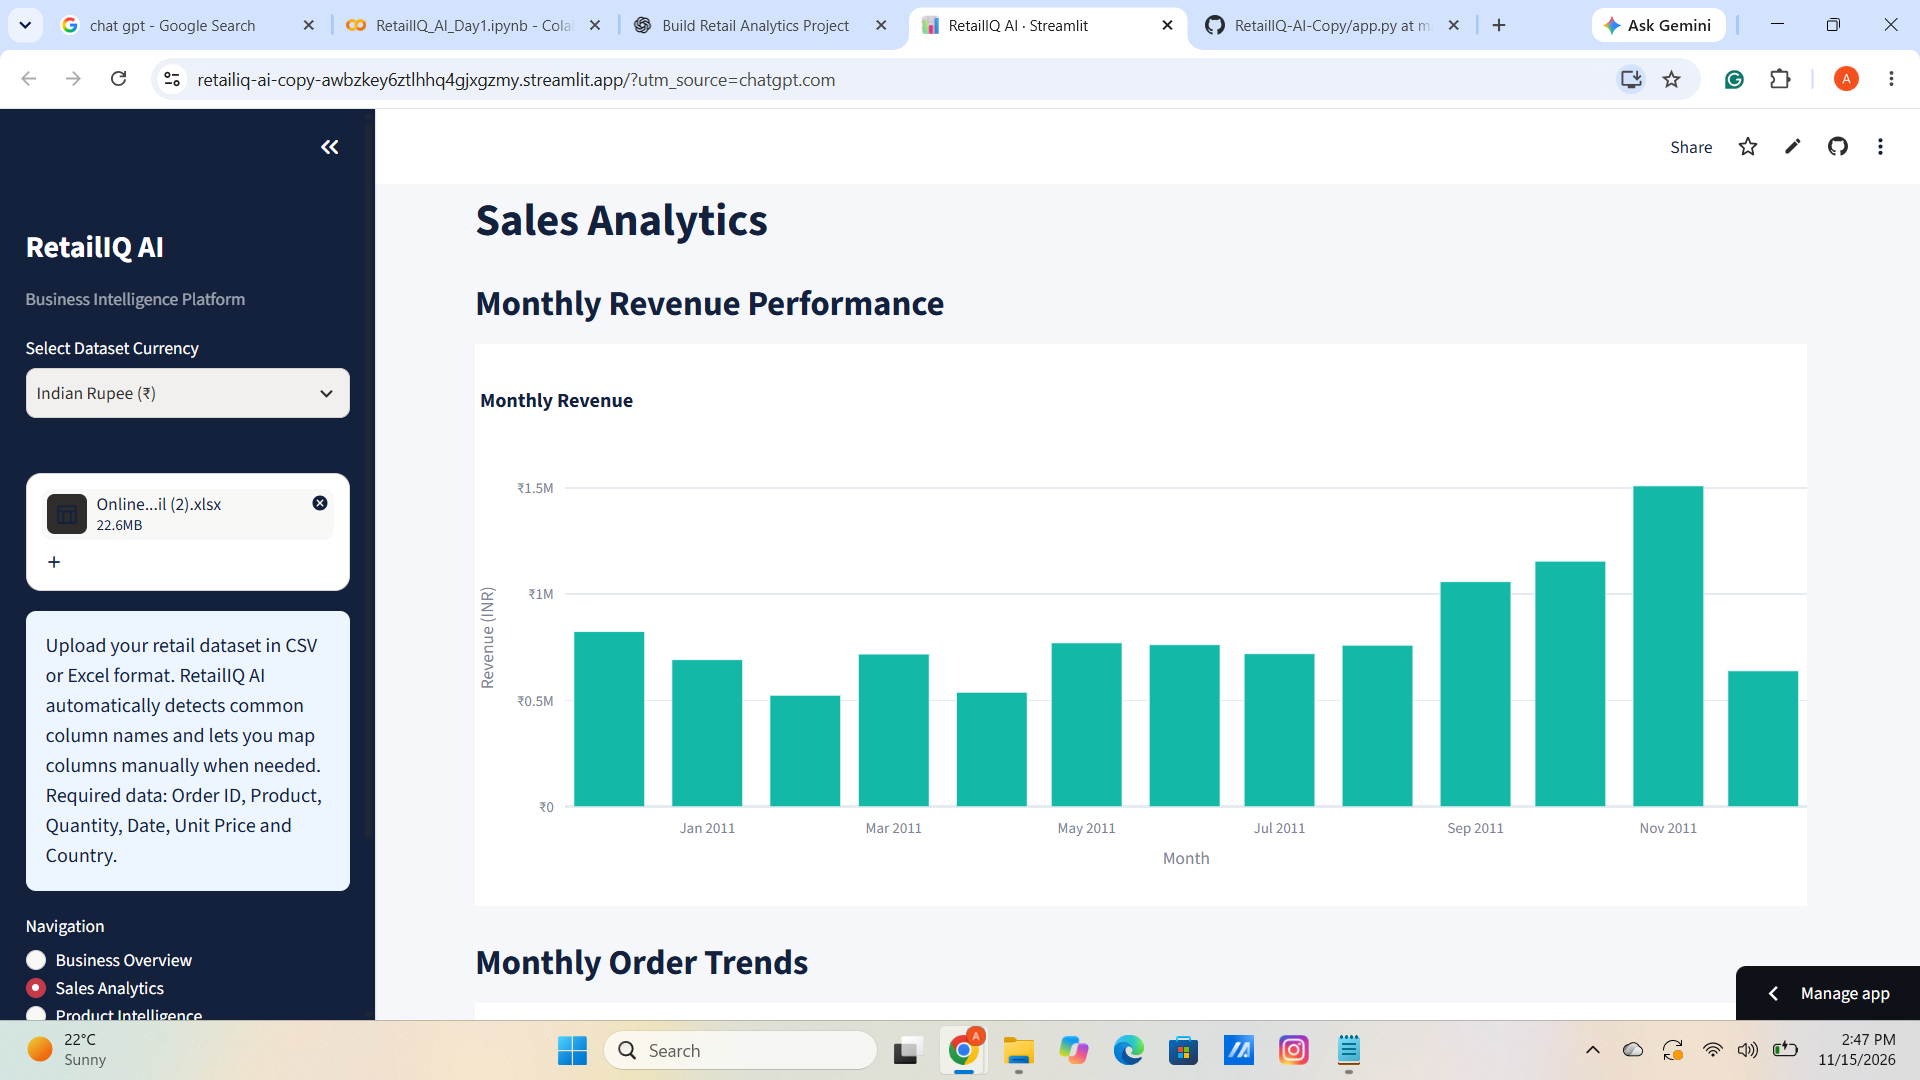 chat gpt - Google Search
RetailIQ_AI_Day1.ipynb - Cola
Build Retail Analytics Project
RetailIQ AI · Streamlit
RetailIQ-AI-Copy/app.py at m
Ask Gemini
retailiq-ai-copy-awbzkey6ztlhhq4gjxgzmy.streamlit.app/?utm_source=chatgpt.com
A
Share
RetailIQ AI
Business Intelligence Platform
Select Dataset Currency
Indian Rupee (₹)
Online...il (2).xlsx
22.6MB
+
Upload your retail dataset in CSV
or Excel format. RetailIQ AI
automatically detects common
column names and lets you map
columns manually when needed.
Required data: Order ID, Product,
Quantity, Date, Unit Price and
Country.
Navigation
Business Overview
Sales Analytics
Product Intelligence
Sales Analytics
Monthly Revenue Performance
Monthly Revenue
₹1.5M
₹1M
₹0.5M
₹0
Revenue (INR)
Jan 2011
Mar 2011
May 2011
Jul 2011
Sep 2011
Nov 2011
Month
Monthly Order Trends
Manage app
22°C
Sunny
Search
A
2:47 PM
11/15/2026